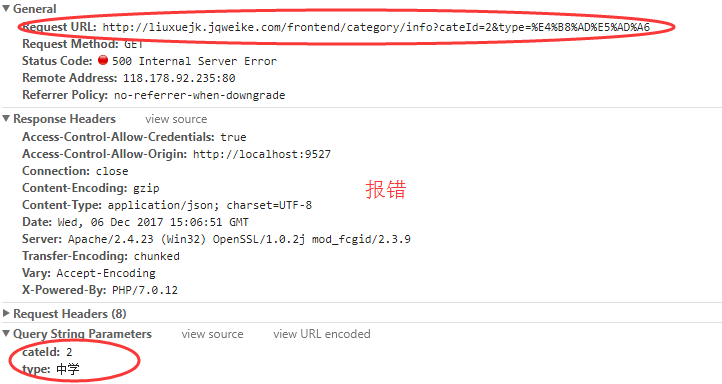 General
Request URL: http://liuxuejk.jqweike.com/frontend/category/info?cateId=2&type=%E4%B8%AD%E5%AD%A6
Request Method: GET
Status Code: 500 Internal Server Error
Remote Address: 118.178.92.235:80
Referrer Policy: no-referrer-when-downgrade
Response Headers view source
Access-Control-Allow-Credentials: true
Access-Control-Allow-Origin: http://localhost:9527
Connection: close
Content-Encoding: gzip
报错
Content-Type: application/json; charset=UTF-8
Date: Wed, 06 Dec 2017 15:06:51 GMT
Server: Apache/2.4.23 (Win32) OpenSSL/1.0.2j mod_fcgid/2.3.9
Transfer-Encoding: chunked
Vary: Accept-Encoding
X-Powered-By: PHP/7.0.12
Request Headers (8)
Query String Parameters view source view URL encoded
cateId: 2
type: 中学